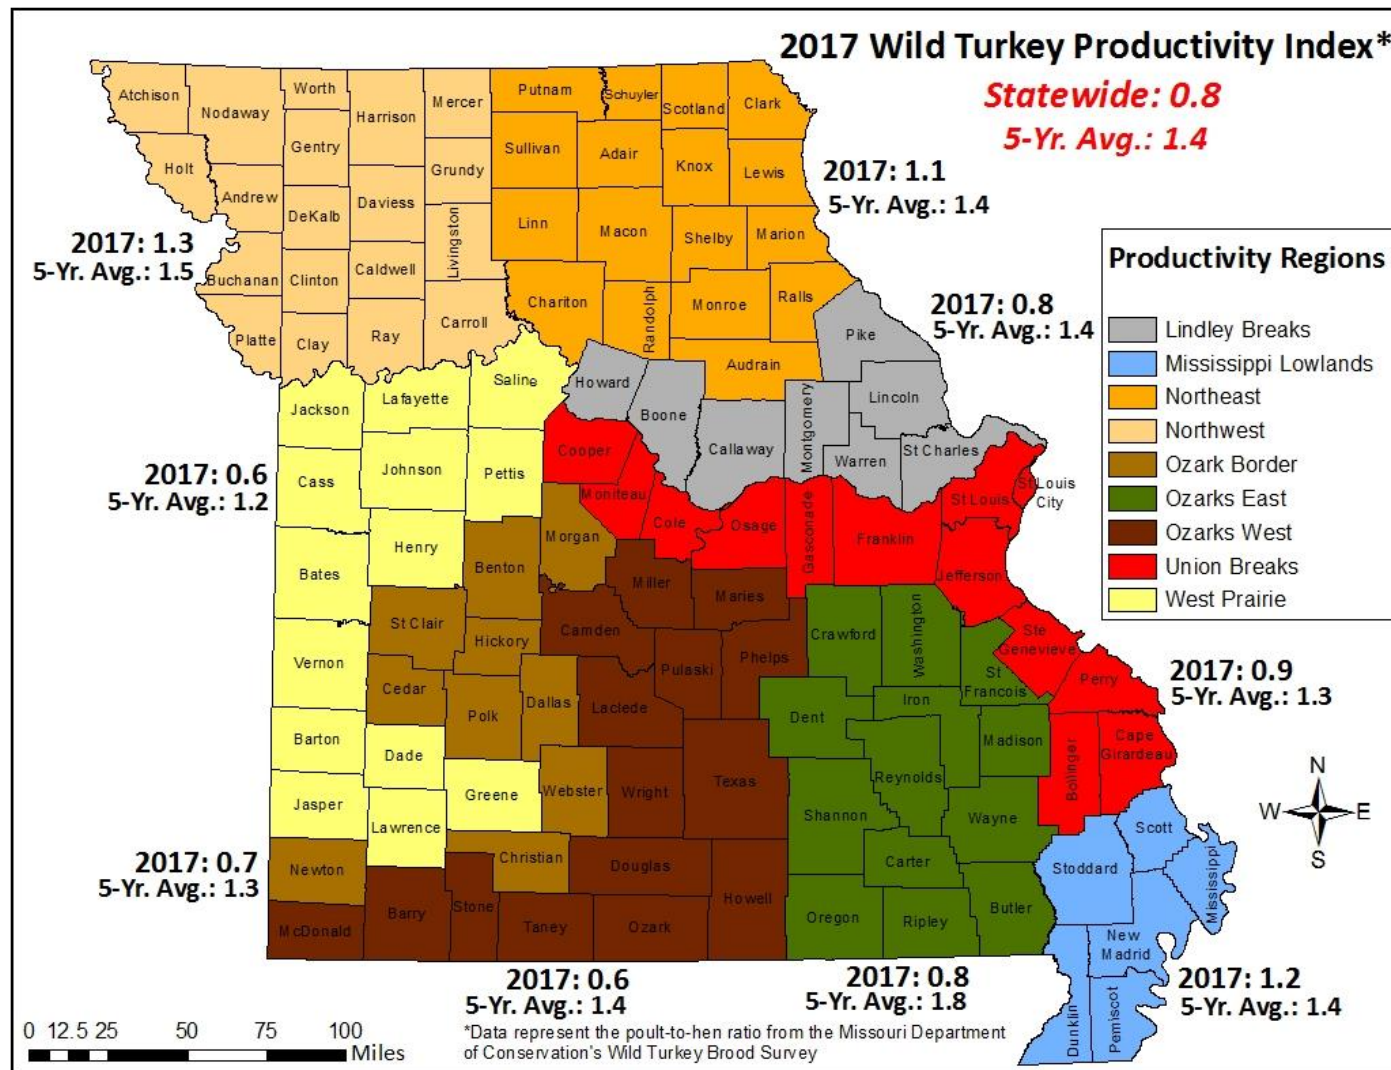 2017 Wild Turkey Productivity Index*
Statewide: 0.8
5-Yr. Avg.: 1.4
Atchison
Nodaway
Worth
Harrison
Mercer
Putnam
Schuyler
Scotland
Clark
Holt
Gentry
Sullivan
Adair
Knox
Lewis
Andrew
DeKalb
Daviess
Grundy
2017: 1.1
5-Yr. Avg.: 1.4
Livingston
Linn
Macon
Shelby
Marion
2017: 1.3
5-Yr. Avg.: 1.5
Buchanan
Clinton
Caldwell
Chariton
Randolph
Monroe
Ralls
Platte
Clay
Ray
Carroll
Audrain
Pike
2017: 0.8
5-Yr. Avg.: 1.4
Productivity Regions
Lindley Breaks
Mississippi Lowlands
Northeast
Northwest
Ozark Border
Ozarks East
Ozarks West
Union Breaks
West Prairie
Jackson
Lafayette
Saline
Howard
Boone
Callaway
Montgomery
Lincoln
Warren
St Charles
2017: 0.6
5-Yr. Avg.: 1.2
Cass
Johnson
Pettis
Cooper
Moniteau
Cole
Osage
Gasconade
Franklin
St Louis
St Louis
City
Jefferson
Bates
Henry
Benton
Morgan
Miller
Maries
Vernon
St Clair
Hickory
Camden
Pulaski
Phelps
Crawford
Washington
St
Francois
Ste
Genevieve
Perry
2017: 0.9
5-Yr. Avg.: 1.3
Cedar
Polk
Dallas
Laclede
Dent
Iron
Madison
Bollinger
Cape
Girardeau
Barton
Dade
Greene
Webster
Wright
Texas
Reynolds
Jasper
Lawrence
Shannon
Wayne
N
W
E
S
2017: 0.7
5-Yr. Avg.: 1.3
Newton
Christian
Douglas
Howell
Carter
Stoddard
Scott
Mississippi
McDonald
Barry
Stone
Taney
Ozark
Oregon
Ripley
Butler
New
Madrid
Dunklin
Pemiscot
2017: 0.6
5-Yr. Avg.: 1.4
2017: 0.8
5-Yr. Avg.: 1.8
2017: 1.2
5-Yr. Avg.: 1.4
0 12.5 25 50 75 100
Miles
*Data represent the poult-to-hen ratio from the Missouri Department
of Conservation's Wild Turkey Brood Survey